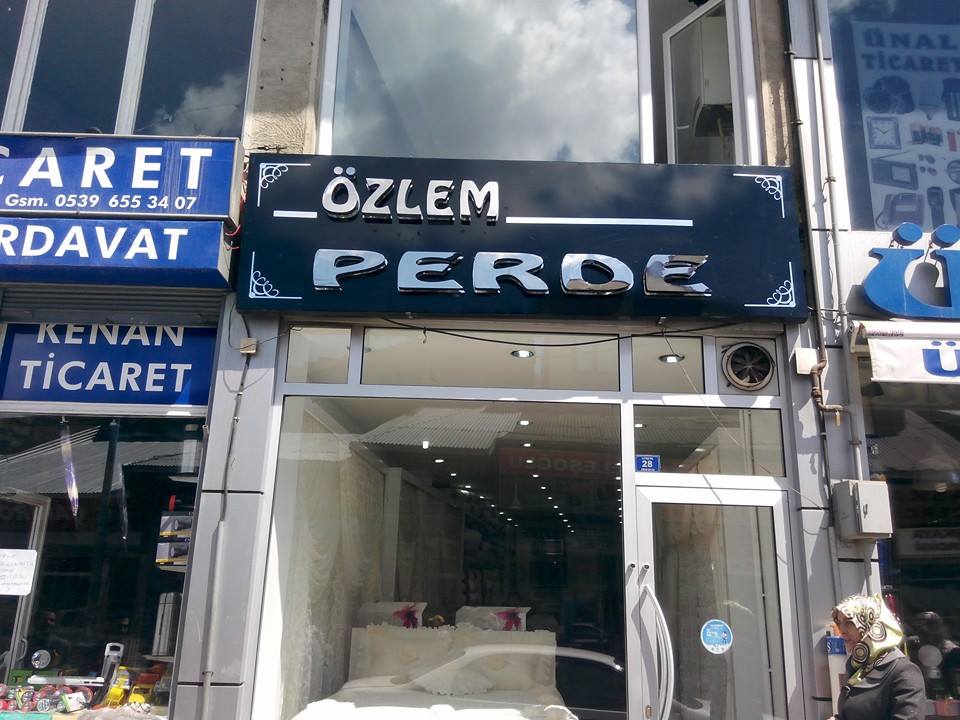 CARET
Gsm. 0539 655 34 07
RDAVAT
KENAN
TİCARET
ÖZLEM
PERDE
28
ÜNAL
TİCARET
Ü
Ü